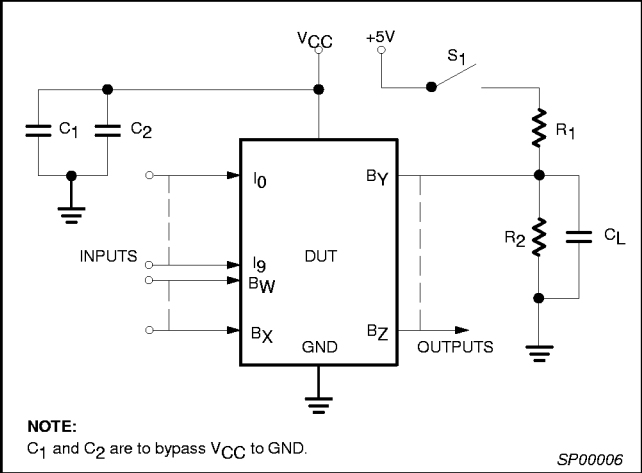 VCC
+5V
S1
C1
C2
R1
I0
BY
R2
CL
INPUTS
I9
DUT
BW
BX
BZ
GND
OUTPUTS
NOTE:
C1 and C2 are to bypass VCC to GND.
SP00006